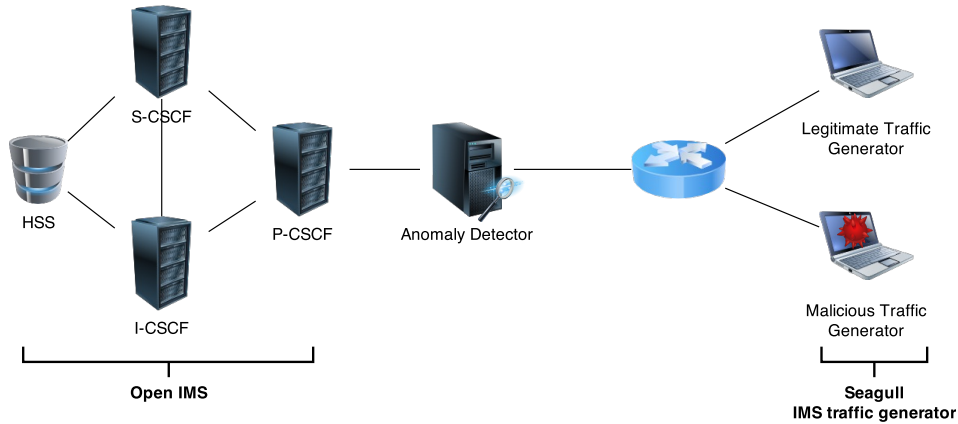 S-CSCF
HSS
P-CSCF
I-CSCF
Anomaly Detector
Legitimate Traffic
Generator
Malicious Traffic
Generator
Open IMS
Seagull
IMS traffic generator